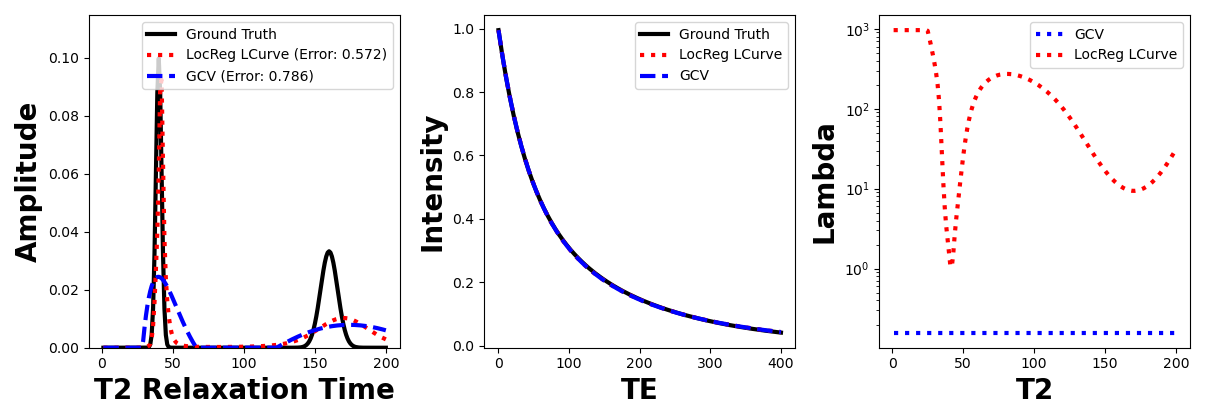 Amplitude
0.10
0.08
0.06
0.04
0.02
0.00
Ground Truth
LocReg LCurve (Error: 0.572)
GCV (Error: 0.786)
0 50 100 150 200
T2 Relaxation Time
Intensity
1.0
0.8
0.6
0.4
0.2
0.0
Ground Truth
LocReg LCurve
GCV
0 100 200 300 400
TE
Lambda
10³
10²
10¹
10⁰
GCV
LocReg LCurve
0 50 100 150 200
T2